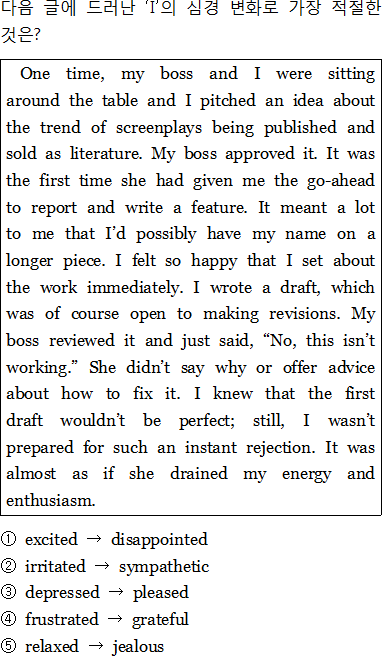 다음 글에 드러난 ‘I’의 심경 변화로 가장 적절한
것은?
One time, my boss and I were sitting
around the table and I pitched an idea about
the trend of screenplays being published and
sold as literature. My boss approved it. It was
the first time she had given me the go-ahead
to report and write a feature. It meant a lot
to me that I’d possibly have my name on a
longer piece. I felt so happy that I set about
the work immediately. I wrote a draft, which
was of course open to making revisions. My
boss reviewed it and just said, “No, this isn’t
working.” She didn’t say why or offer advice
about how to fix it. I knew that the first
draft wouldn’t be perfect; still, I wasn’t
prepared for such an instant rejection. It was
almost as if she drained my energy and
enthusiasm.
① excited → disappointed
② irritated → sympathetic
③ depressed → pleased
④ frustrated → grateful
⑤ relaxed → jealous